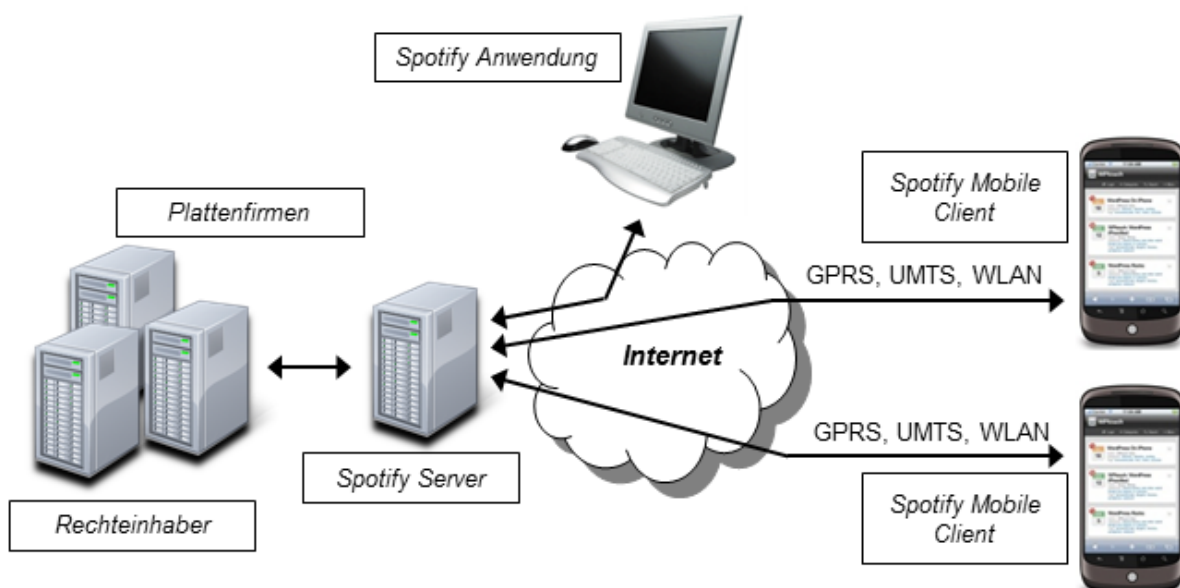 Spotify Anwendung
Plattenfirmen
Spotify Mobile
Client
GPRS, UMTS, WLAN
Internet
GPRS, UMTS, WLAN
Spotify Server
Rechteinhaber
Spotify Mobile
Client